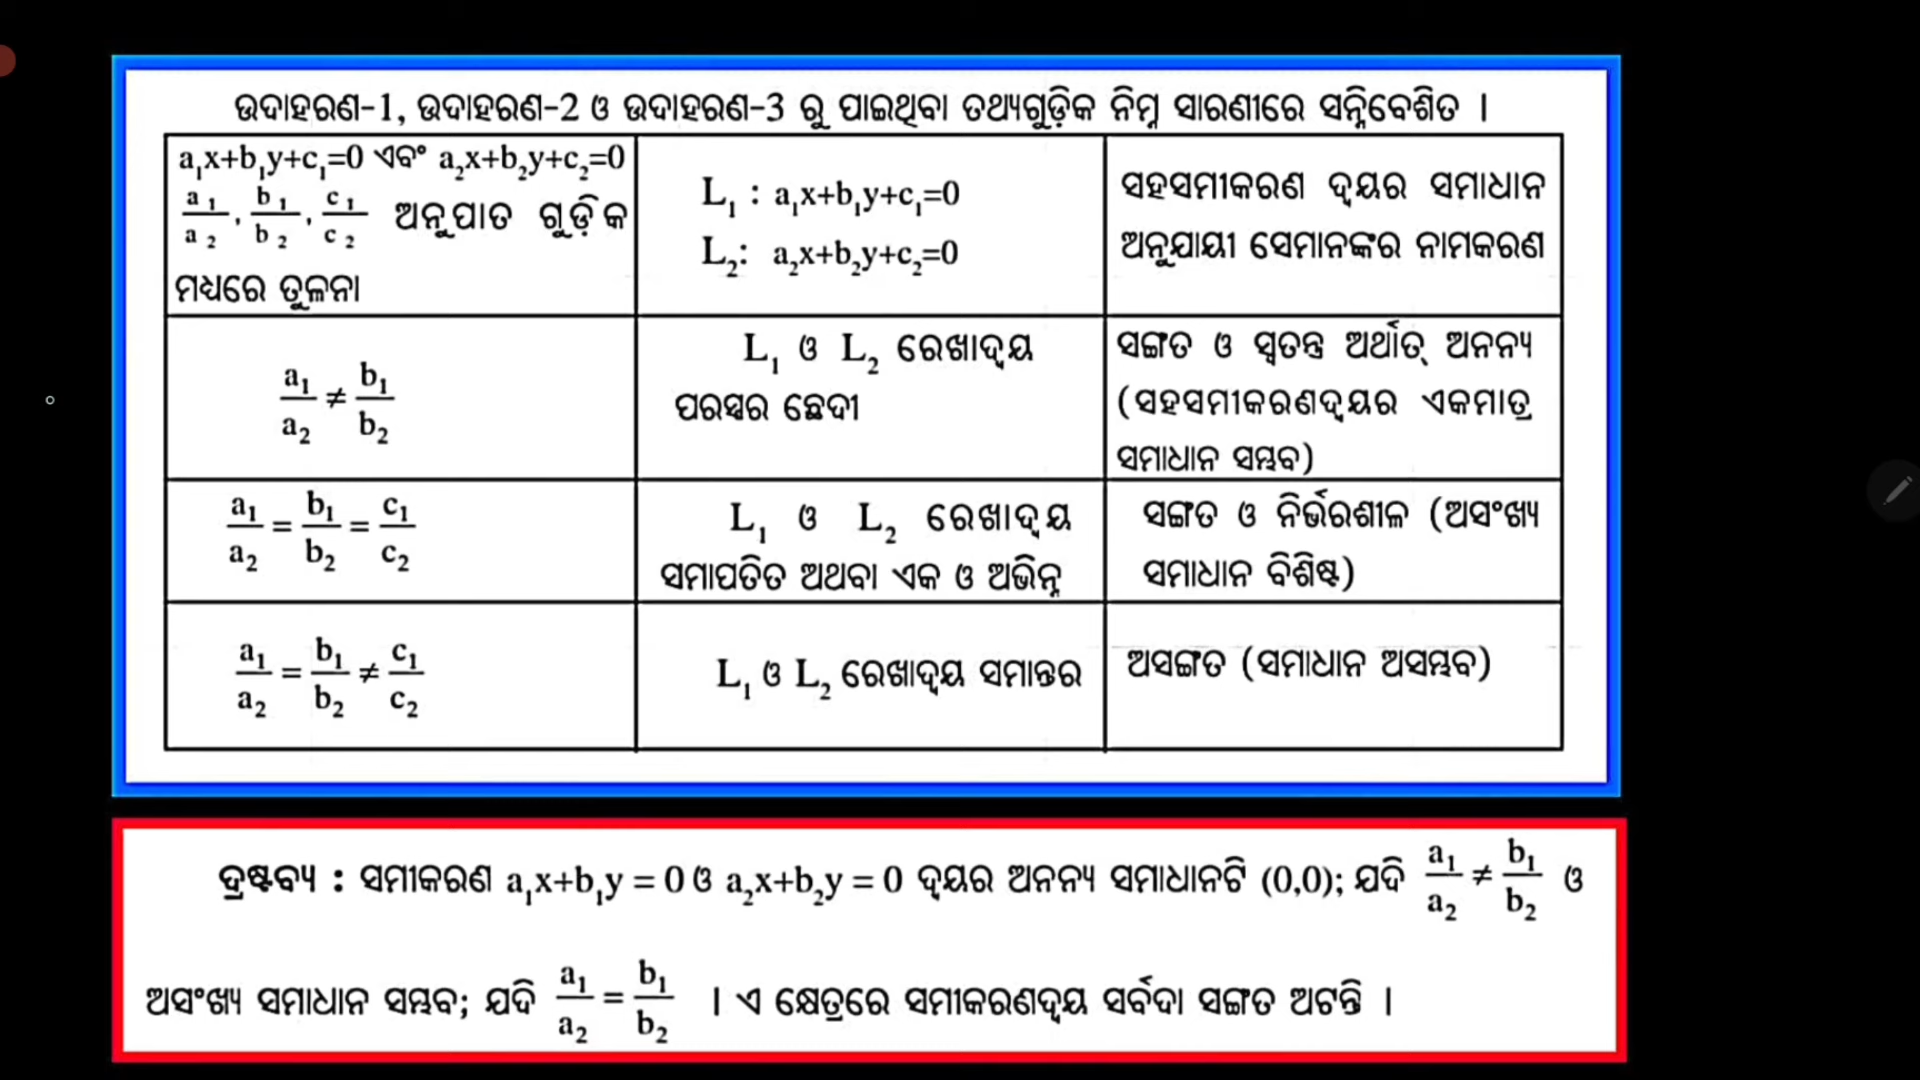 ଉଦାହରଣ-1, ଉଦାହରଣ-2 ଓ ଉଦାହରଣ-3 ରୁ ପାଇଥିବା ତଥ୍ୟଗୁଡ଼ିକ ନିମ୍ନ ସାରଣୀରେ ସନ୍ନିବେଶିତ ।
a₁x+b₁y+c₁=0 ଏବଂ a₂x+b₂y+c₂=0
a₁/a₂, b₁/b₂, c₁/c₂ ଅନୁପାତ ଗୁଡ଼ିକ
ମଧ୍ୟରେ ତୁଳନା
L₁ : a₁x+b₁y+c₁=0
L₂: a₂x+b₂y+c₂=0
ସହସମୀକରଣ ଦ୍ୱୟର ସମାଧାନ
ଅନୁଯାୟୀ ସେମାନଙ୍କର ନାମକରଣ
a₁/a₂ ≠ b₁/b₂
L₁ ଓ L₂ ରେଖାଦ୍ୱୟ
ପରସ୍ପର ଛେଦୀ
ସଙ୍ଗତ ଓ ସ୍ୱତନ୍ତ୍ର ଅର୍ଥାତ୍ ଅନନ୍ୟ
(ସହସମୀକରଣଦ୍ୱୟର ଏକମାତ୍ର
ସମାଧାନ ସମ୍ଭବ)
a₁/a₂ = b₁/b₂ = c₁/c₂
L₁ ଓ L₂ ରେଖାଦ୍ୱୟ
ସମାପତିତ ଅଥବା ଏକ ଓ ଅଭିନ୍ନ
ସଙ୍ଗତ ଓ ନିର୍ଭରଶୀଳ (ଅସଂଖ୍ୟ
ସମାଧାନ ବିଶିଷ୍ଟ)
a₁/a₂ = b₁/b₂ ≠ c₁/c₂
L₁ ଓ L₂ ରେଖାଦ୍ୱୟ ସମାନ୍ତର
ଅସଙ୍ଗତ (ସମାଧାନ ଅସମ୍ଭବ)
ଦ୍ରଷ୍ଟବ୍ୟ : ସମୀକରଣ a₁x+b₁y = 0 ଓ a₂x+b₂y = 0 ଦ୍ୱୟର ଅନନ୍ୟ ସମାଧାନଟି (0,0); ଯଦି a₁/a₂ ≠ b₁/b₂ ଓ
ଅସଂଖ୍ୟ ସମାଧାନ ସମ୍ଭବ; ଯଦି a₁/a₂ = b₁/b₂ । ଏ କ୍ଷେତ୍ରରେ ସମୀକରଣଦ୍ୱୟ ସର୍ବଦା ସଙ୍ଗତ ଅଟନ୍ତି ।